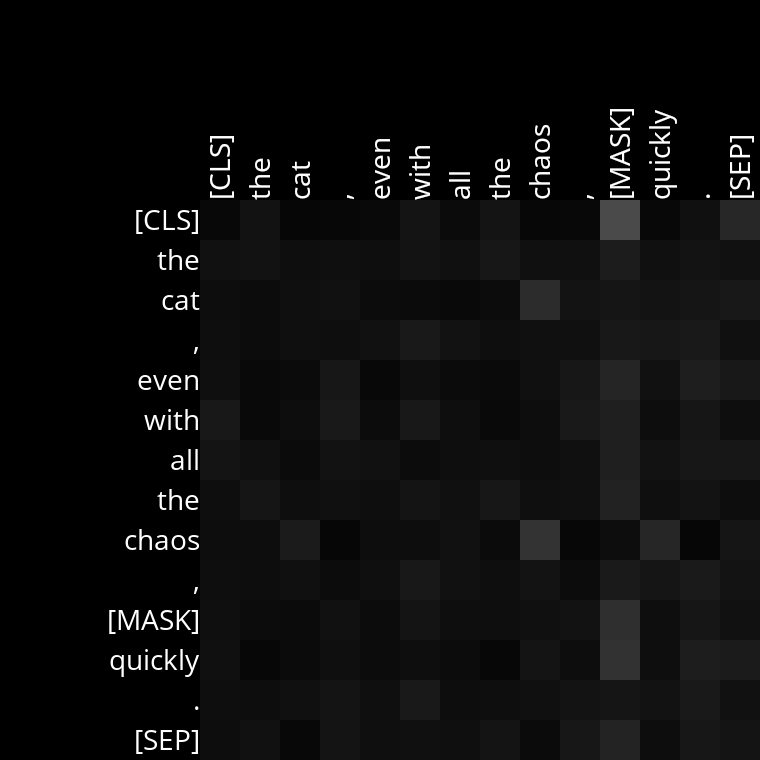 [CLS] the cat , even with all the chaos , [MASK] quickly . [SEP]
[CLS]
the
cat
,
even
with
all
the
chaos
,
[MASK]
quickly
.
[SEP]